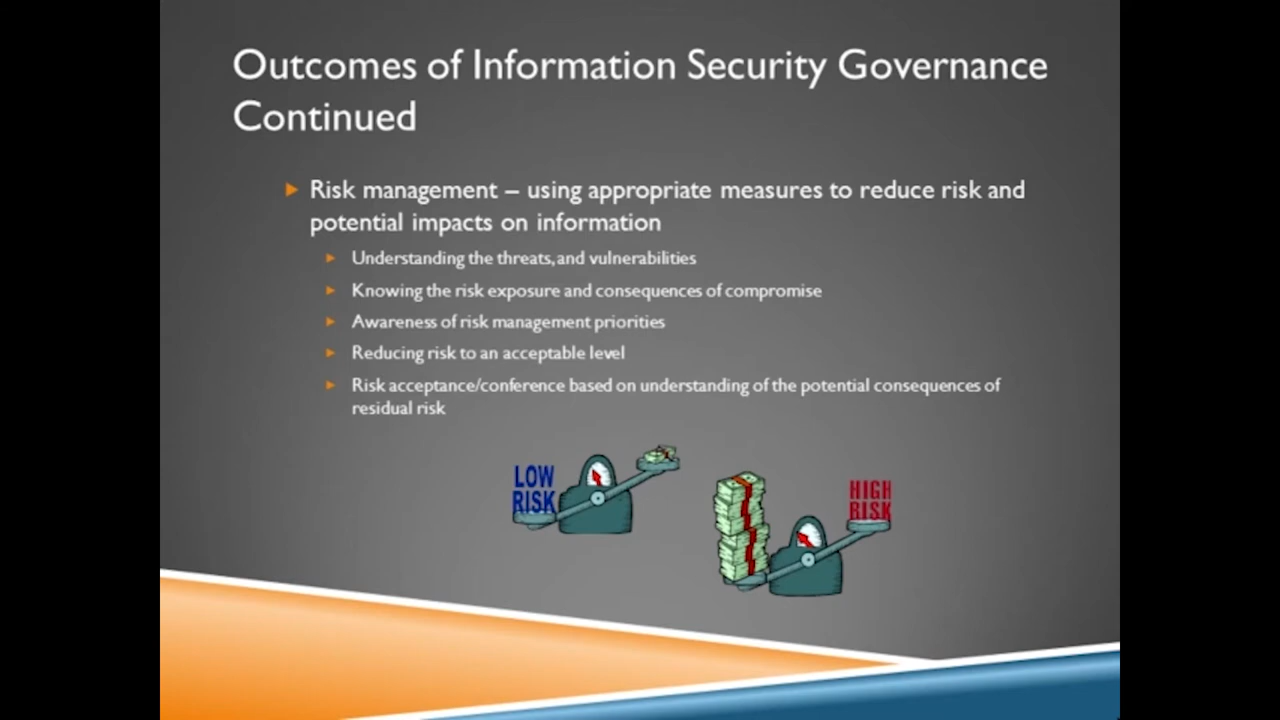 Outcomes of Information Security Governance
Continued
Risk management – using appropriate measures to reduce risk and
potential impacts on information
Understanding the threats, and vulnerabilities
Knowing the risk exposure and consequences of compromise
Awareness of risk management priorities
Reducing risk to an acceptable level
Risk acceptance/conference based on understanding of the potential consequences of
residual risk
LOW
RISK
HIGH
RISK